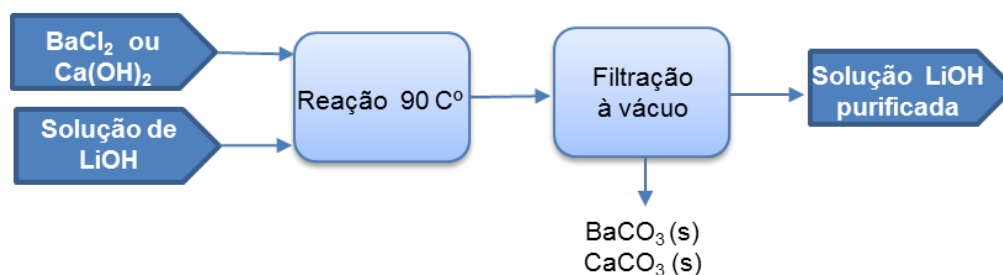 BaCl₂ ou
Ca(OH)₂
Solução de
LiOH
Reação 90 Cº
Filtração
à vácuo
Solução LiOH
purificada
BaCO₃ (s)
CaCO₃ (s)